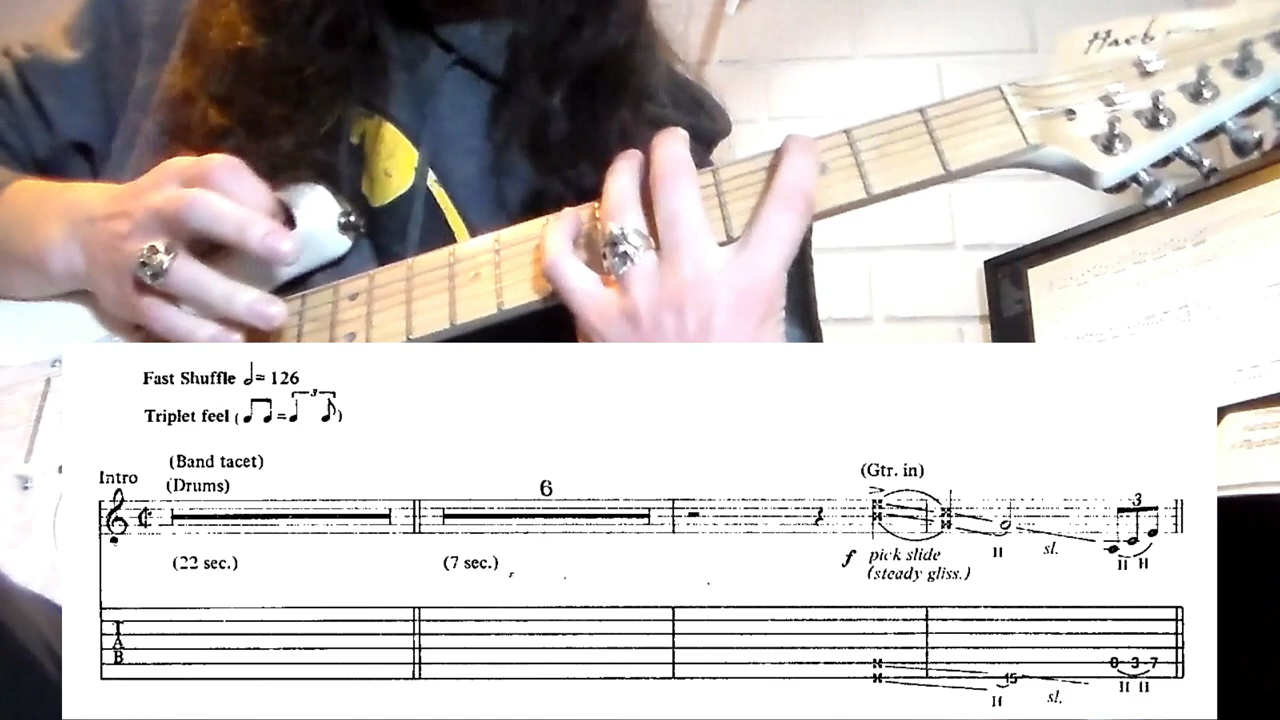 Fast Shuffle = 126
Triplet feel ( = 3 )
(Band tacet)
Intro (Drums)
6
(Gtr. in)
3
(22 sec.)
(7 sec.)
f pick slide
(steady gliss.)
H
sl.
H H
T
A
B
0 3 7
15
H
sl.
H H